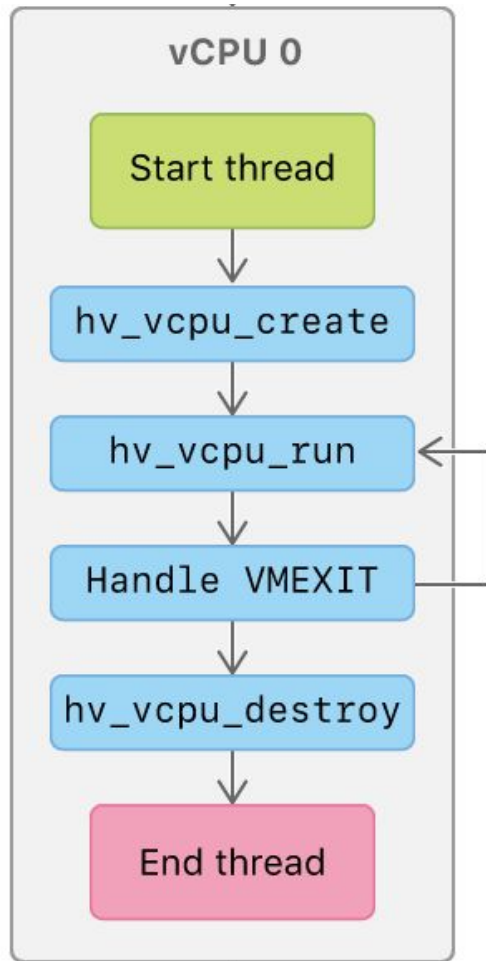 vCPU 0
Start thread
hv_vcpu_create
hv_vcpu_run
Handle VMEXIT
hv_vcpu_destroy
End thread